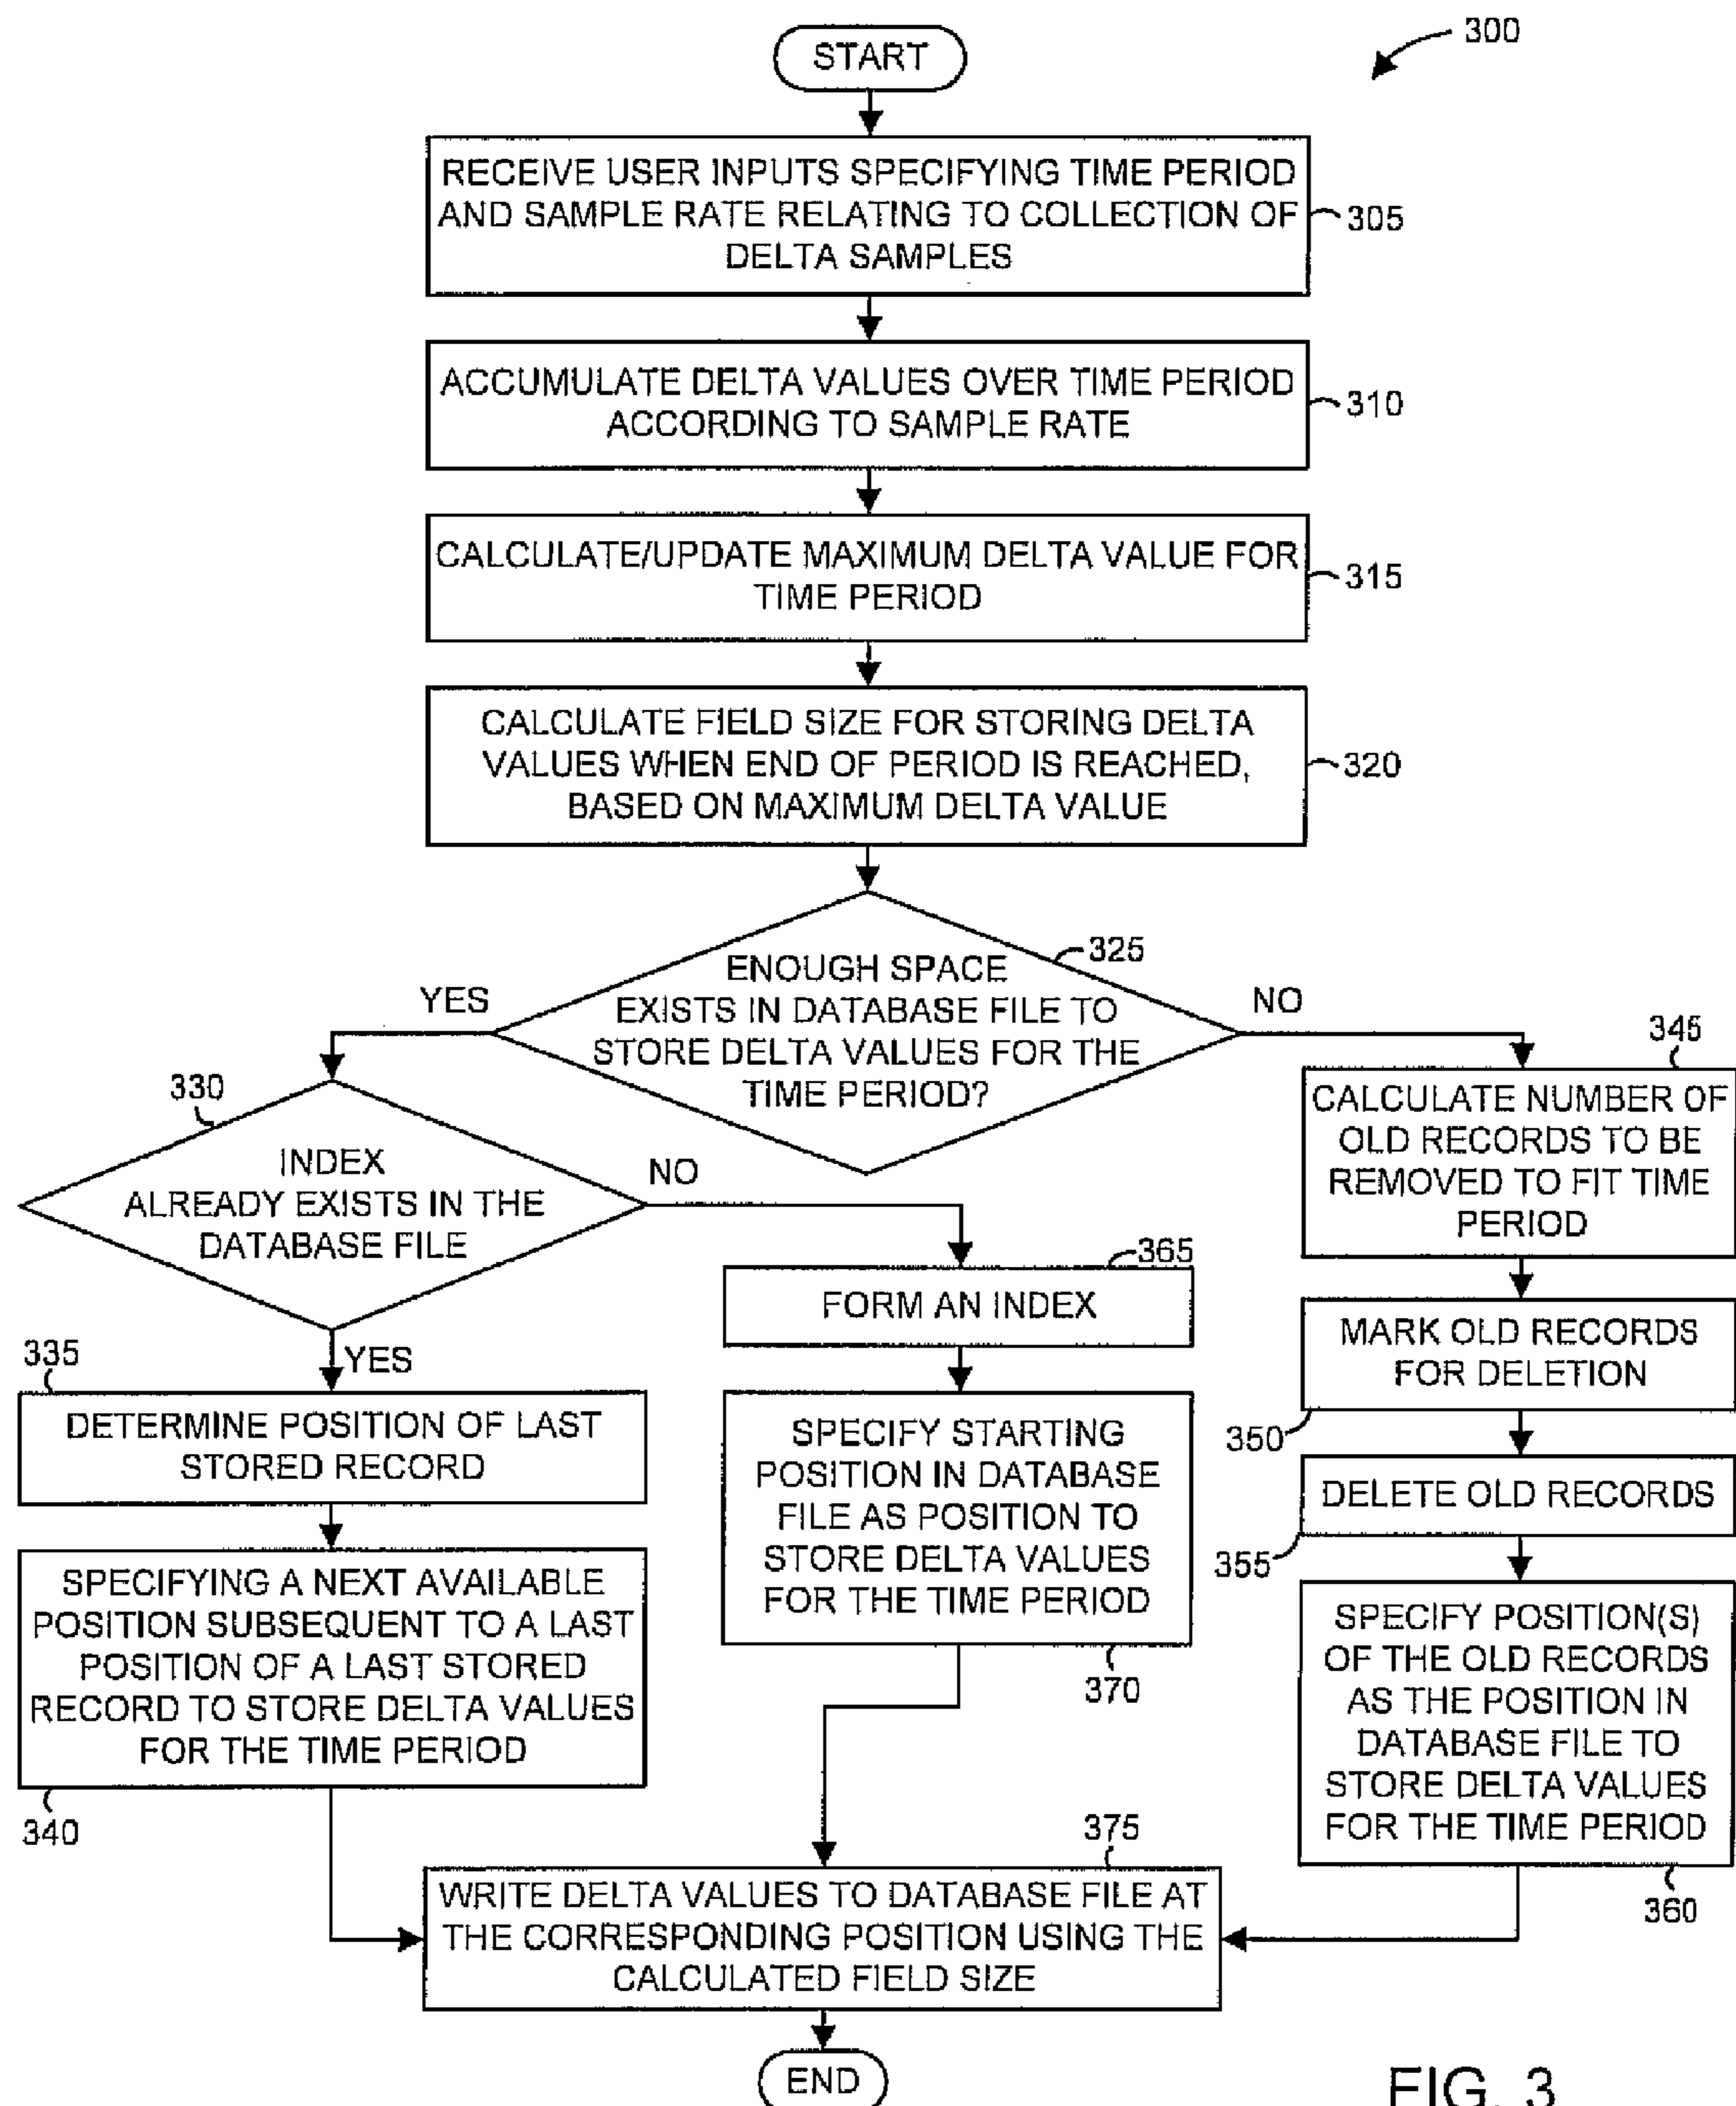 START
300
RECEIVE USER INPUTS SPECIFYING TIME PERIOD
AND SAMPLE RATE RELATING TO COLLECTION OF
DELTA SAMPLES
305
ACCUMULATE DELTA VALUES OVER TIME PERIOD
ACCORDING TO SAMPLE RATE
310
CALCULATE/UPDATE MAXIMUM DELTA VALUE FOR
TIME PERIOD
315
CALCULATE FIELD SIZE FOR STORING DELTA
VALUES WHEN END OF PERIOD IS REACHED,
BASED ON MAXIMUM DELTA VALUE
320
ENOUGH SPACE
EXISTS IN DATABASE FILE TO
STORE DELTA VALUES FOR THE
TIME PERIOD?
325
YES
NO
330
INDEX
ALREADY EXISTS IN THE
DATABASE FILE
NO
YES
335
DETERMINE POSITION OF LAST
STORED RECORD
SPECIFYING A NEXT AVAILABLE
POSITION SUBSEQUENT TO A LAST
POSITION OF A LAST STORED
RECORD TO STORE DELTA VALUES
FOR THE TIME PERIOD
340
365
FORM AN INDEX
SPECIFY STARTING
POSITION IN DATABASE
FILE AS POSITION TO
STORE DELTA VALUES
FOR THE TIME PERIOD
370
345
CALCULATE NUMBER OF
OLD RECORDS TO BE
REMOVED TO FIT TIME
PERIOD
MARK OLD RECORDS
FOR DELETION
350
DELETE OLD RECORDS
355
SPECIFY POSITION(S)
OF THE OLD RECORDS
AS THE POSITION IN
DATABASE FILE TO
STORE DELTA VALUES
FOR THE TIME PERIOD
360
375
WRITE DELTA VALUES TO DATABASE FILE AT
THE CORRESPONDING POSITION USING THE
CALCULATED FIELD SIZE
END
FIG. 3